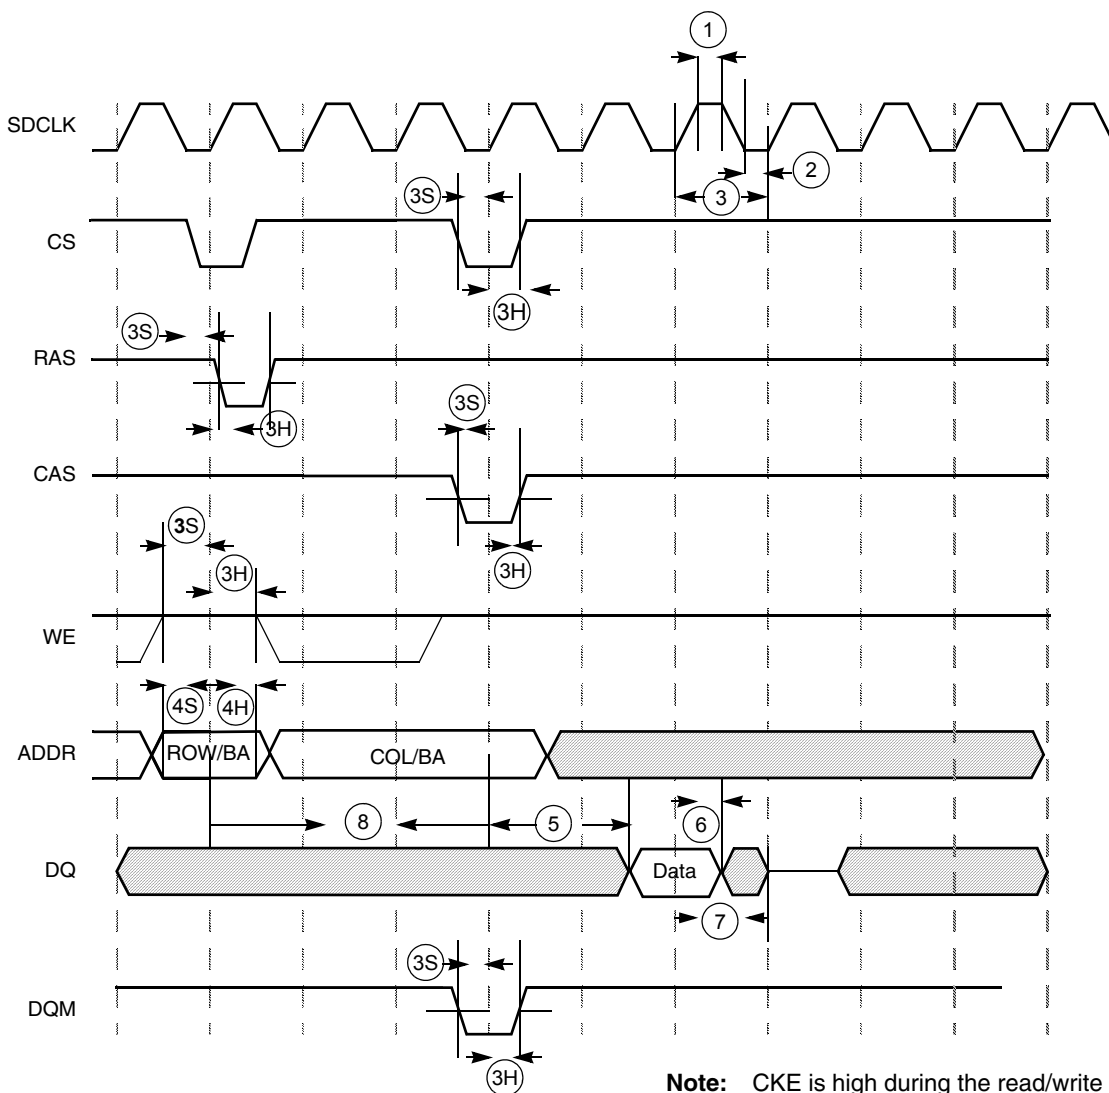 1
SDCLK
2
3S
3
CS
3H
3S
RAS
3S
3H
CAS
3S
3H
3H
WE
4S
4H
ADDR
ROW/BA
COL/BA
8
5
6
DQ
Data
7
3S
DQM
3H
Note: CKE is high during the read/write